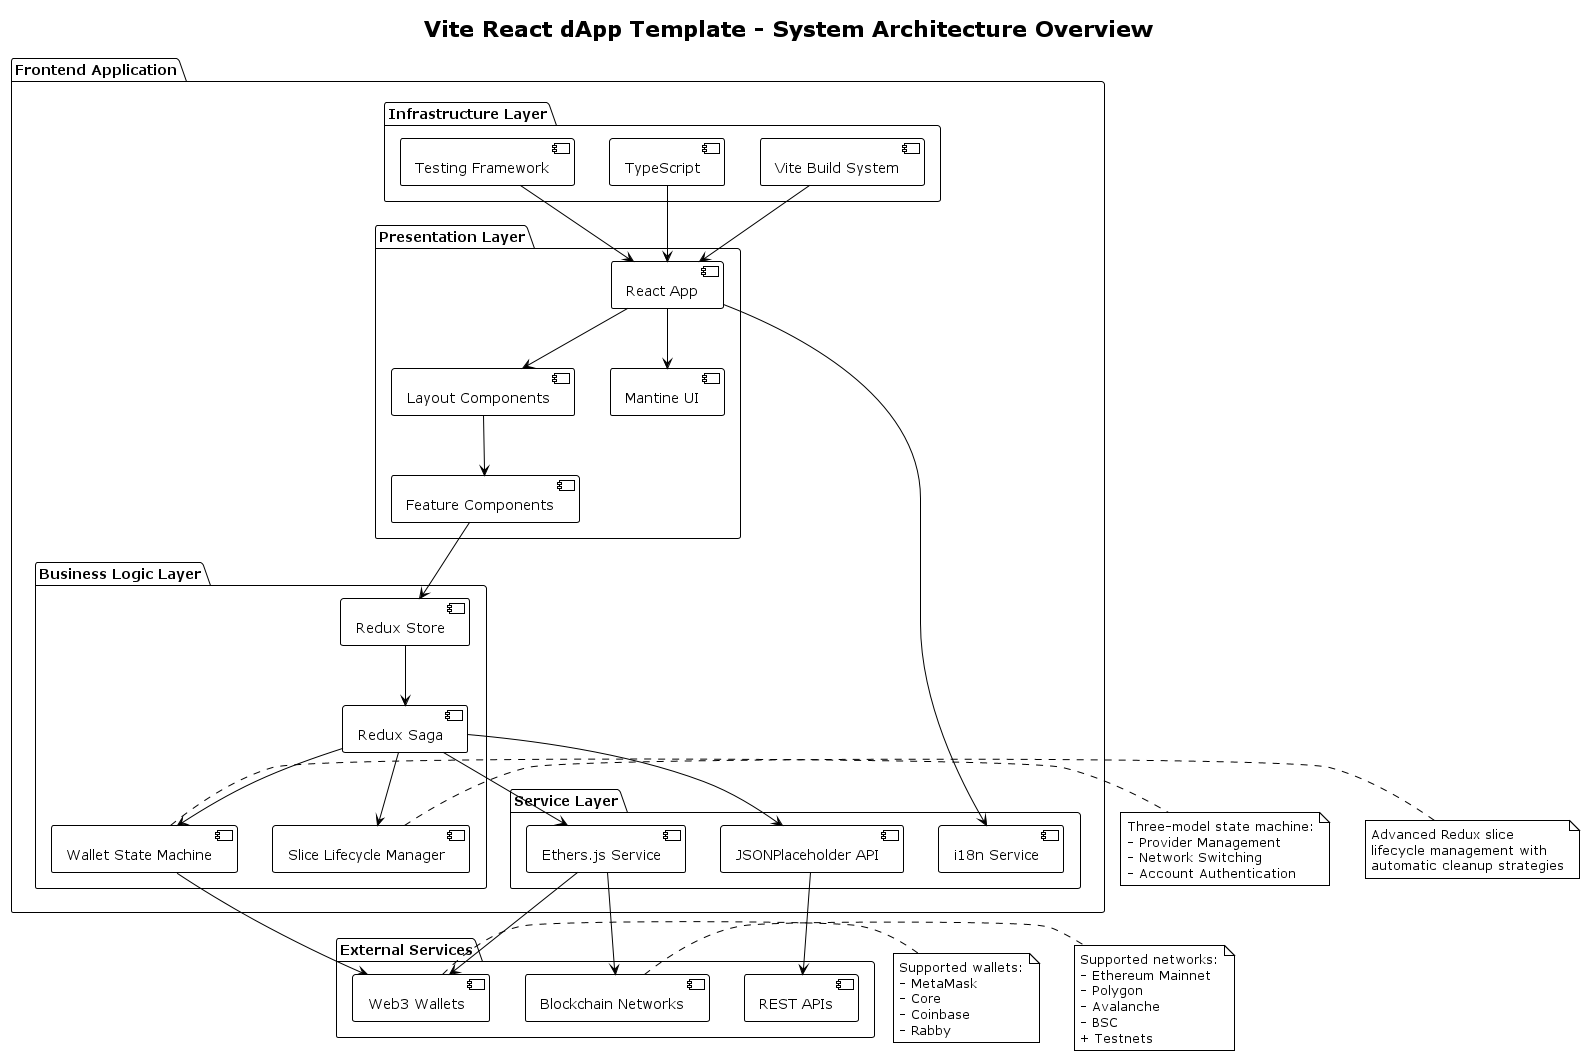 Vite React dApp Template - System Architecture Overview
Frontend Application
Infrastructure Layer
Testing Framework
TypeScript
Vite Build System
Presentation Layer
React App
Layout Components
Mantine UI
Feature Components
Business Logic Layer
Redux Store
Redux Saga
Service Layer
Wallet State Machine
Slice Lifecycle Manager
Ethers.js Service
JSONPlaceholder API
i18n Service
Three-model state machine:
- Provider Management
- Network Switching
- Account Authentication
Advanced Redux slice
lifecycle management with
automatic cleanup strategies
External Services
Web3 Wallets
Blockchain Networks
REST APIs
Supported wallets:
- MetaMask
- Core
- Coinbase
- Rabby
Supported networks:
- Ethereum Mainnet
- Polygon
- Avalanche
- BSC
+ Testnets